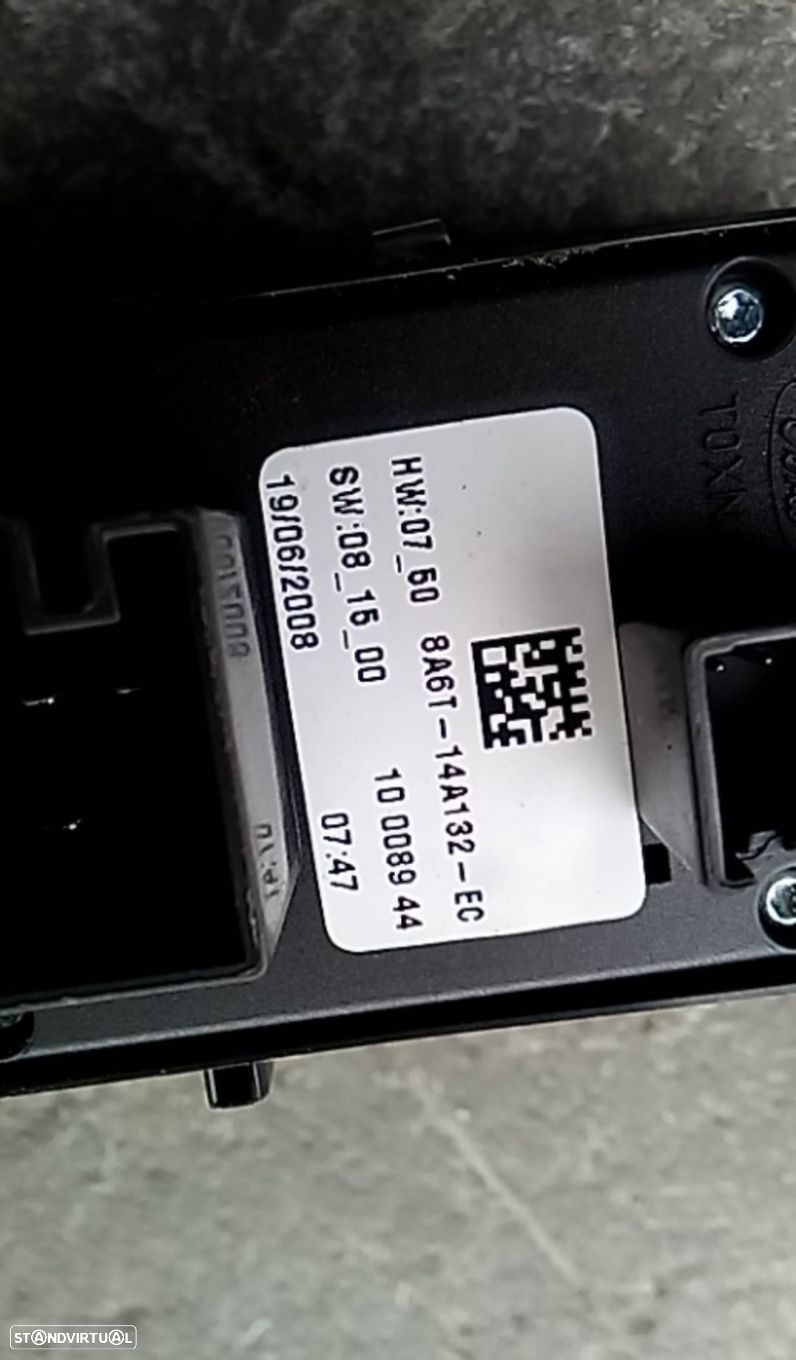 8A6T-14A132-EC
HW:07_50 10 0089 44
SW:08_15_00 07:47
19/06/2008
STANDVIRTUAL